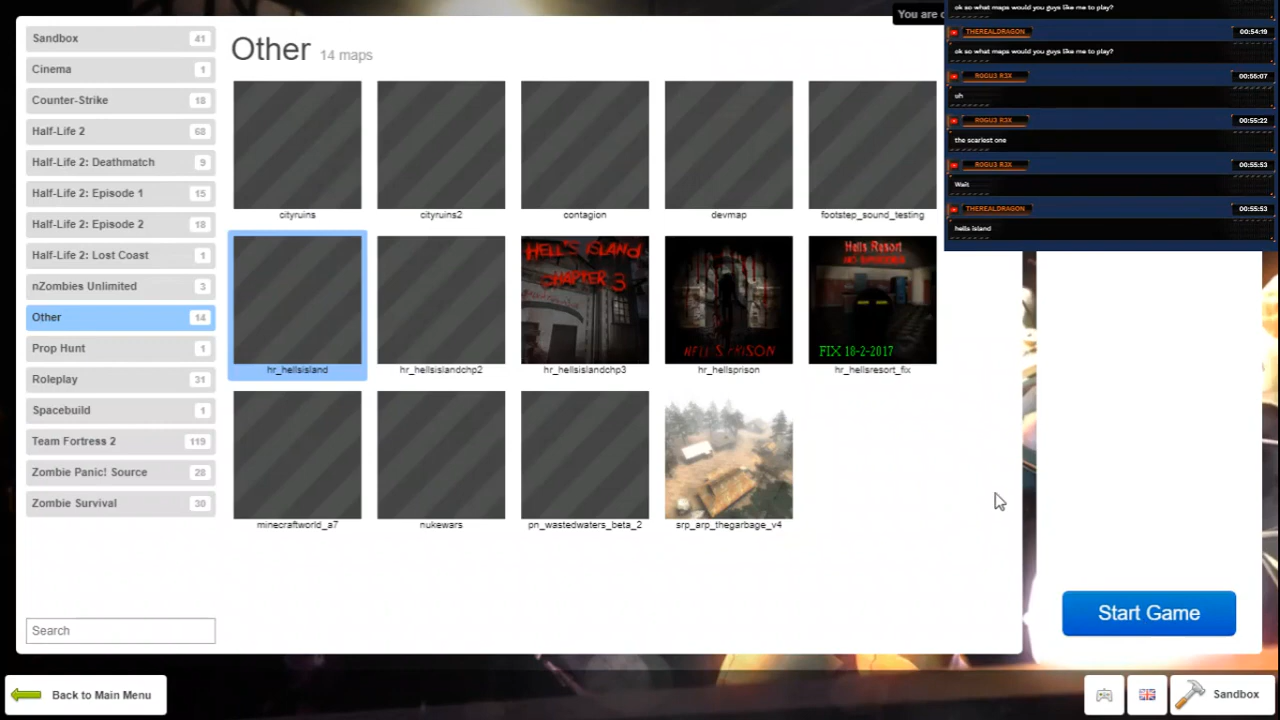 Sandbox 41
Cinema 1
Counter-Strike 18
Half-Life 2 68
Half-Life 2: Deathmatch 9
Half-Life 2: Episode 1 15
Half-Life 2: Episode 2 18
Half-Life 2: Lost Coast 1
nZombies Unlimited 3
Other 14
Prop Hunt 1
Roleplay 31
Spacebuild 1
Team Fortress 2 119
Zombie Panic! Source 28
Zombie Survival 30
Search
Other 14 maps
cityruins
cityruins2
contagion
devmap
footstep_sound_testing
HELL'S ISLAND
CHAPTER 3
HELL'S PRISON
Hells Resort
FIX 18-2-2017
hr_hellsisland
hr_hellsislandchp2
hr_hellsislandchp3
hr_hellsprison
hr_hellsresort_fix
minecraftworld_a7
nukewars
pn_wastedwaters_beta_2
srp_arp_thegarbage_v4
You are
ok so what maps would you guys like me to play?
THEREALDRAGON 00:54:19
ok so what maps would you guys like me to play?
ROGU3 R3X 00:55:07
oh
ROGU3 R3X 00:55:22
the scariest one
ROGU3 R3X 00:55:53
Wait
THEREALDRAGON 00:55:53
hells island
Start Game
Back to Main Menu
Sandbox